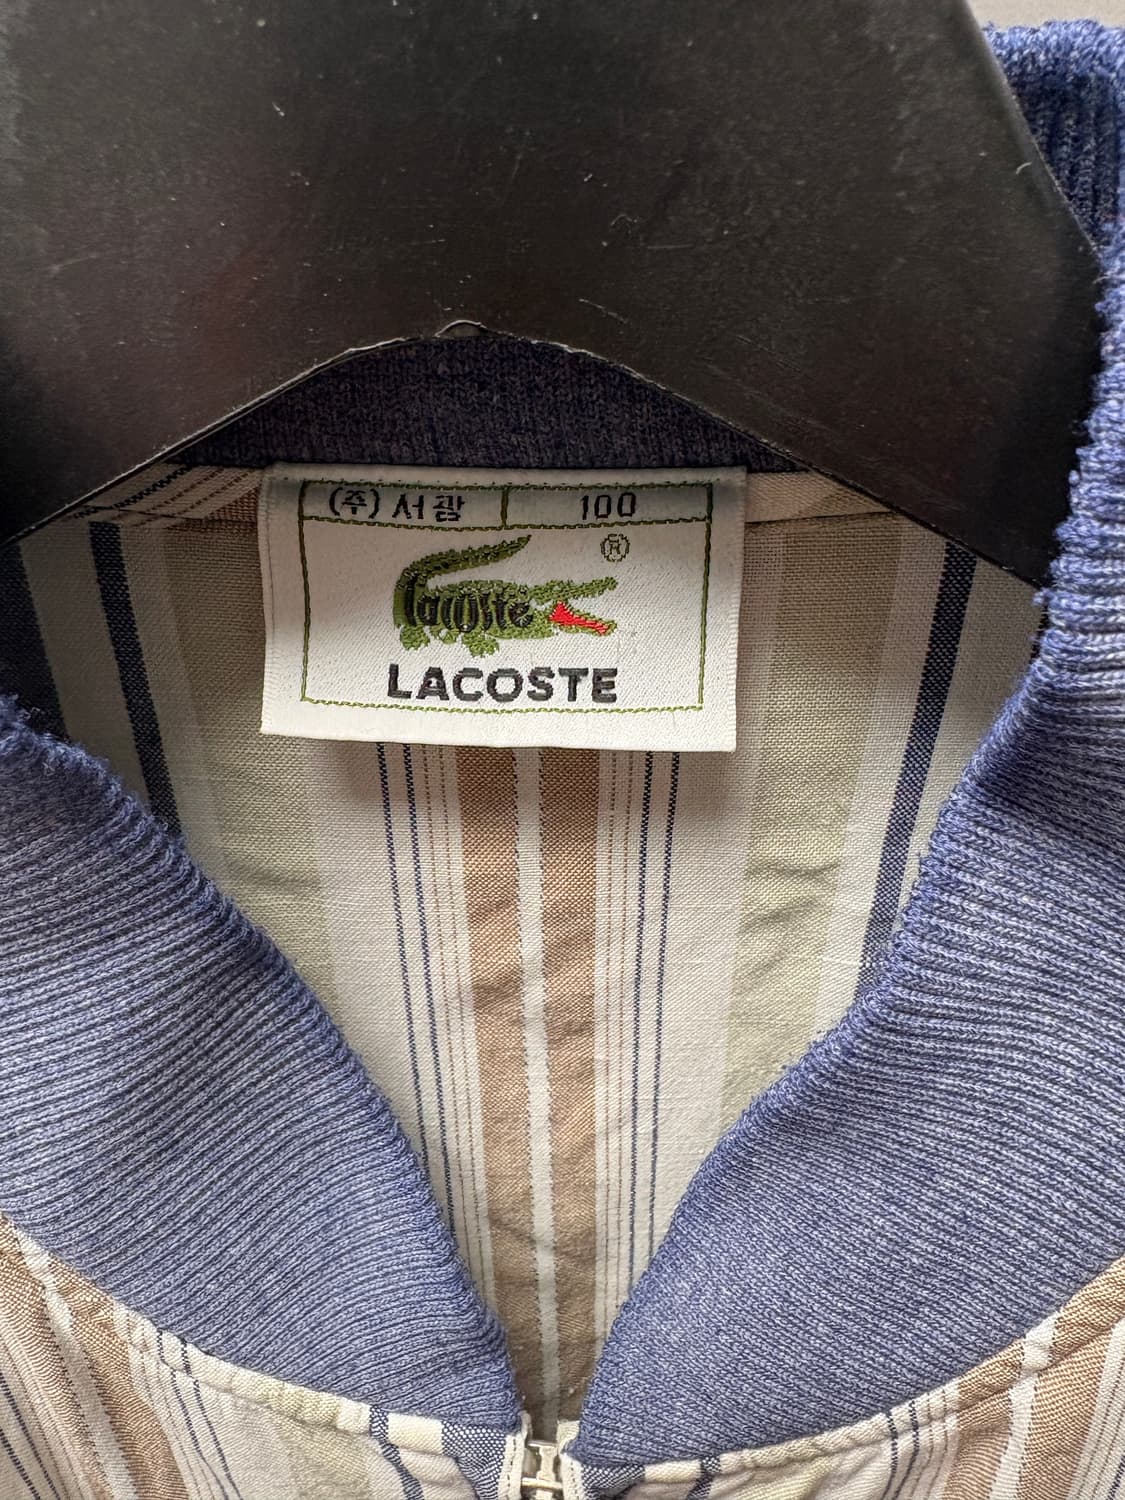 (주) 서광 100
®
lacoste
LACOSTE